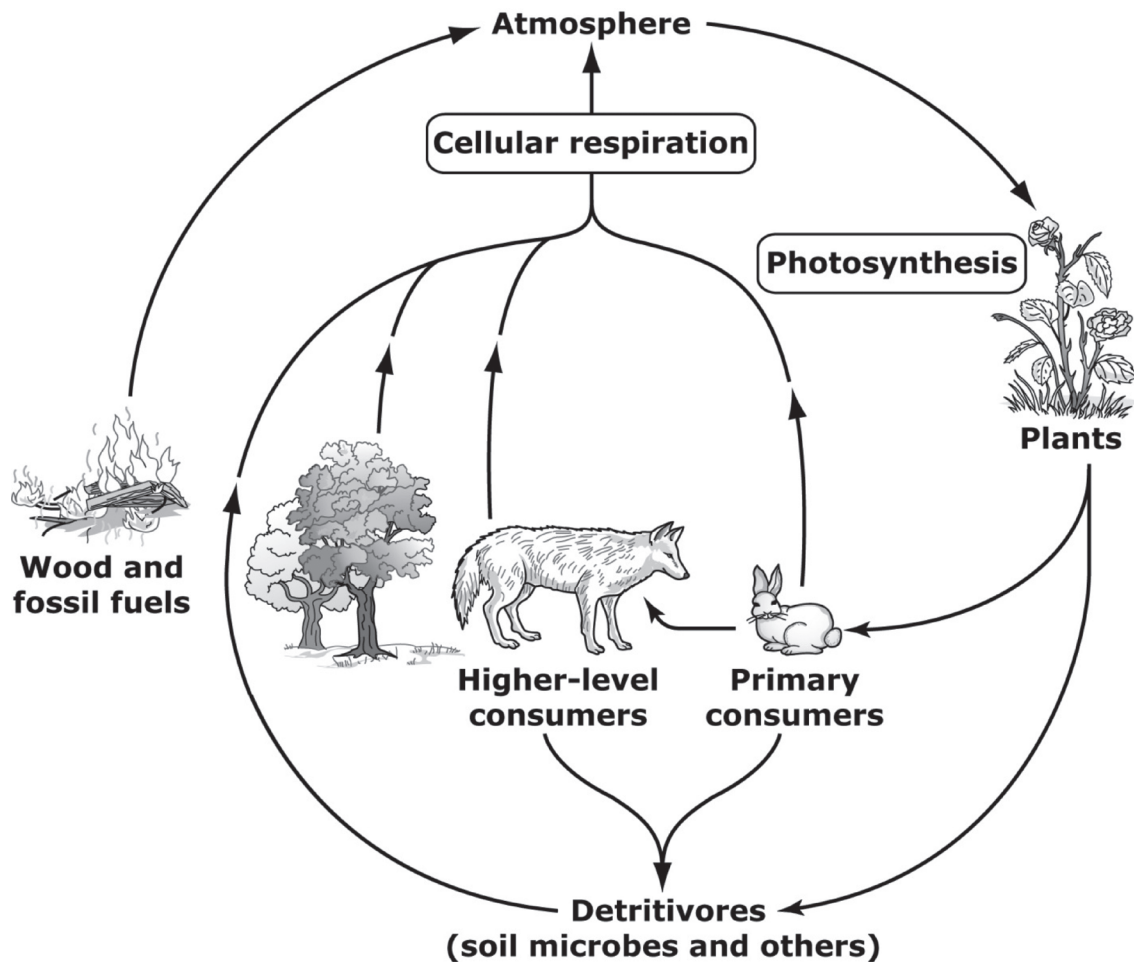 Atmosphere
Cellular respiration
Photosynthesis
Plants
Wood and
fossil fuels
Higher-level
consumers
Primary
consumers
Detritivores
(soil microbes and others)